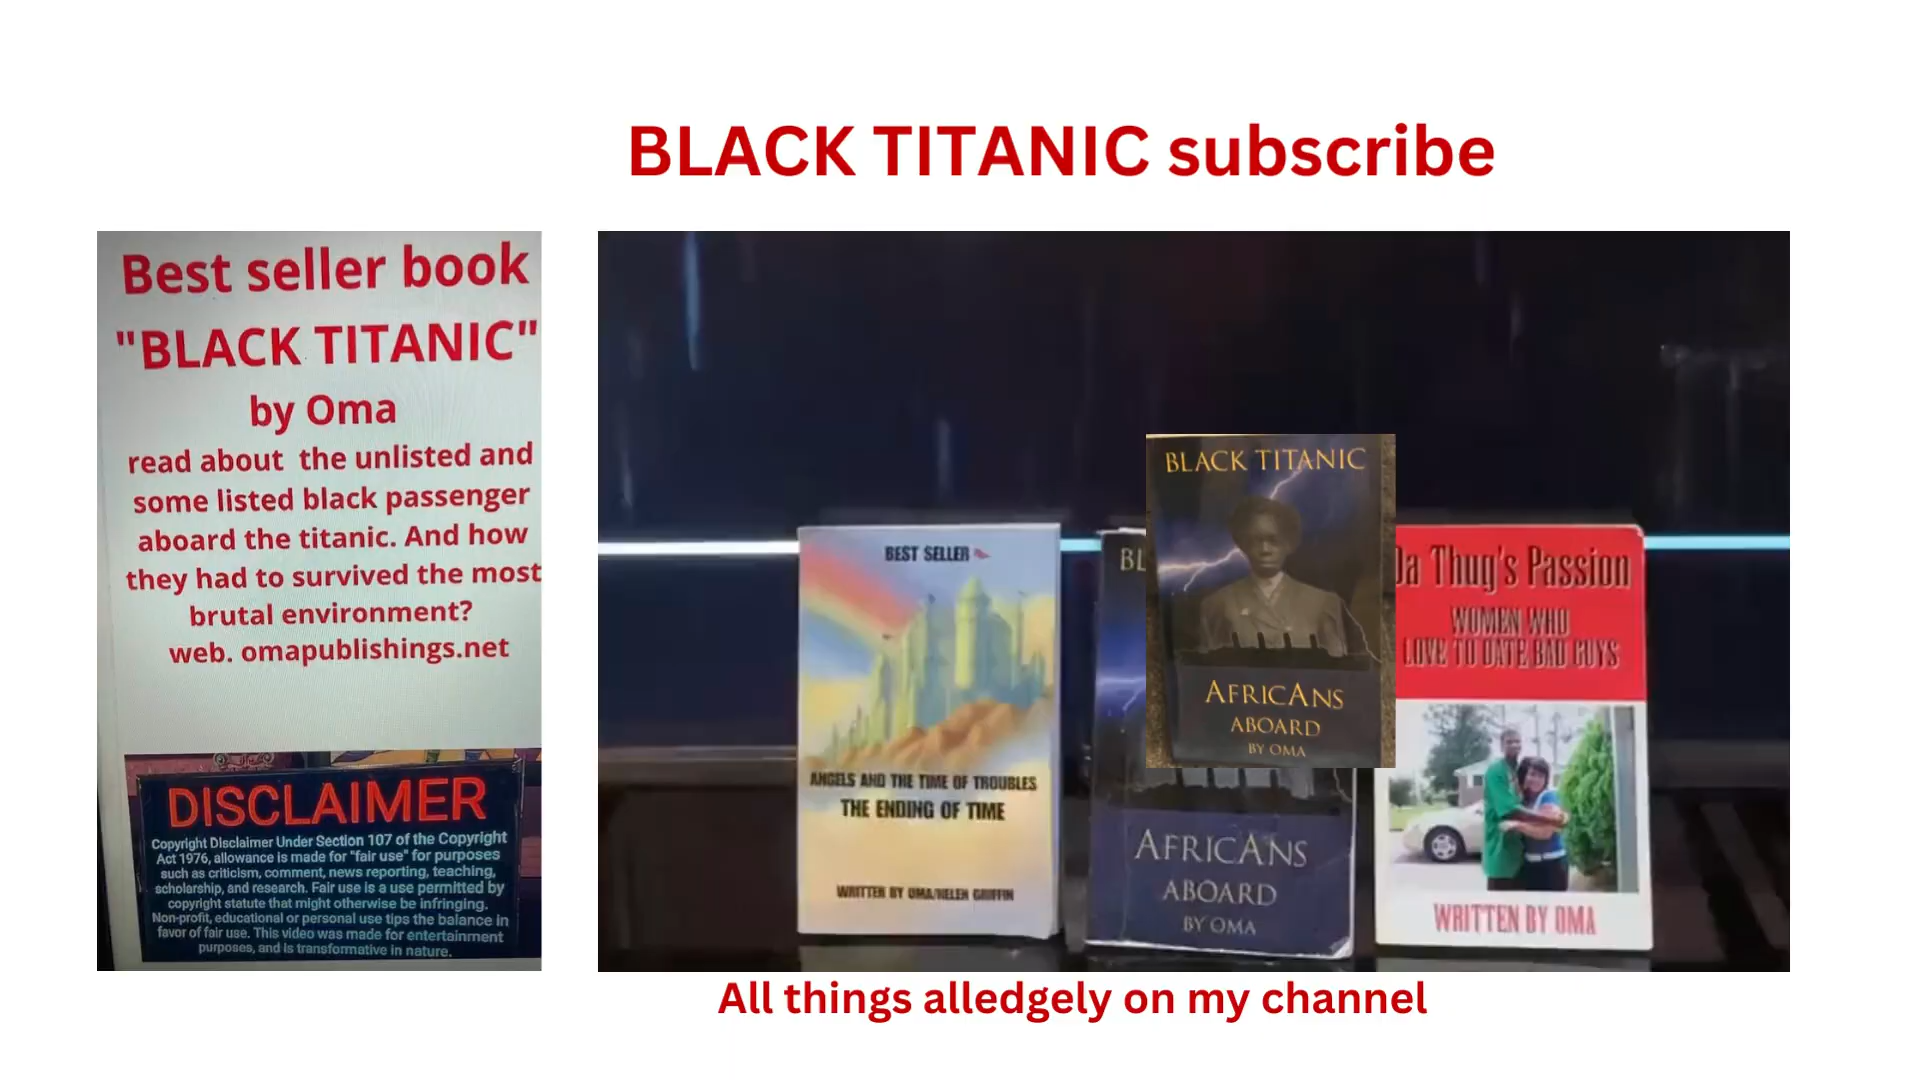 BLACK TITANIC subscribe
Best seller book
"BLACK TITANIC"
by Oma
read about the unlisted and
some listed black passenger
aboard the titanic. And how
they had to survived the most
brutal environment?
web. omapublishings.net
DISCLAIMER
Copyright Disclaimer Under Section 107 of the Copyright
Act 1976, allowance is made for "fair use" for purposes
such as criticism, comment, news reporting, teaching,
scholarship, and research. Fair use is a use permitted by
copyright statute that might otherwise be infringing.
Non-profit, educational or personal use tips the balance in
favor of fair use. This video was made for entertainment
purposes, and is transformative in nature.
BEST SELLER
ANGELS AND THE TIME OF TROUBLES
THE ENDING OF TIME
WRITTEN BY OMA/HELEN GRIFFIN
BL
AFRICANS
ABOARD
BY OMA
BLACK TITANIC
AFRICANS
ABOARD
BY OMA
Da Thug's Passion
WOMEN WHO
LOVE TO DATE BAD GUYS
WRITTEN BY OMA
All things alledgely on my channel